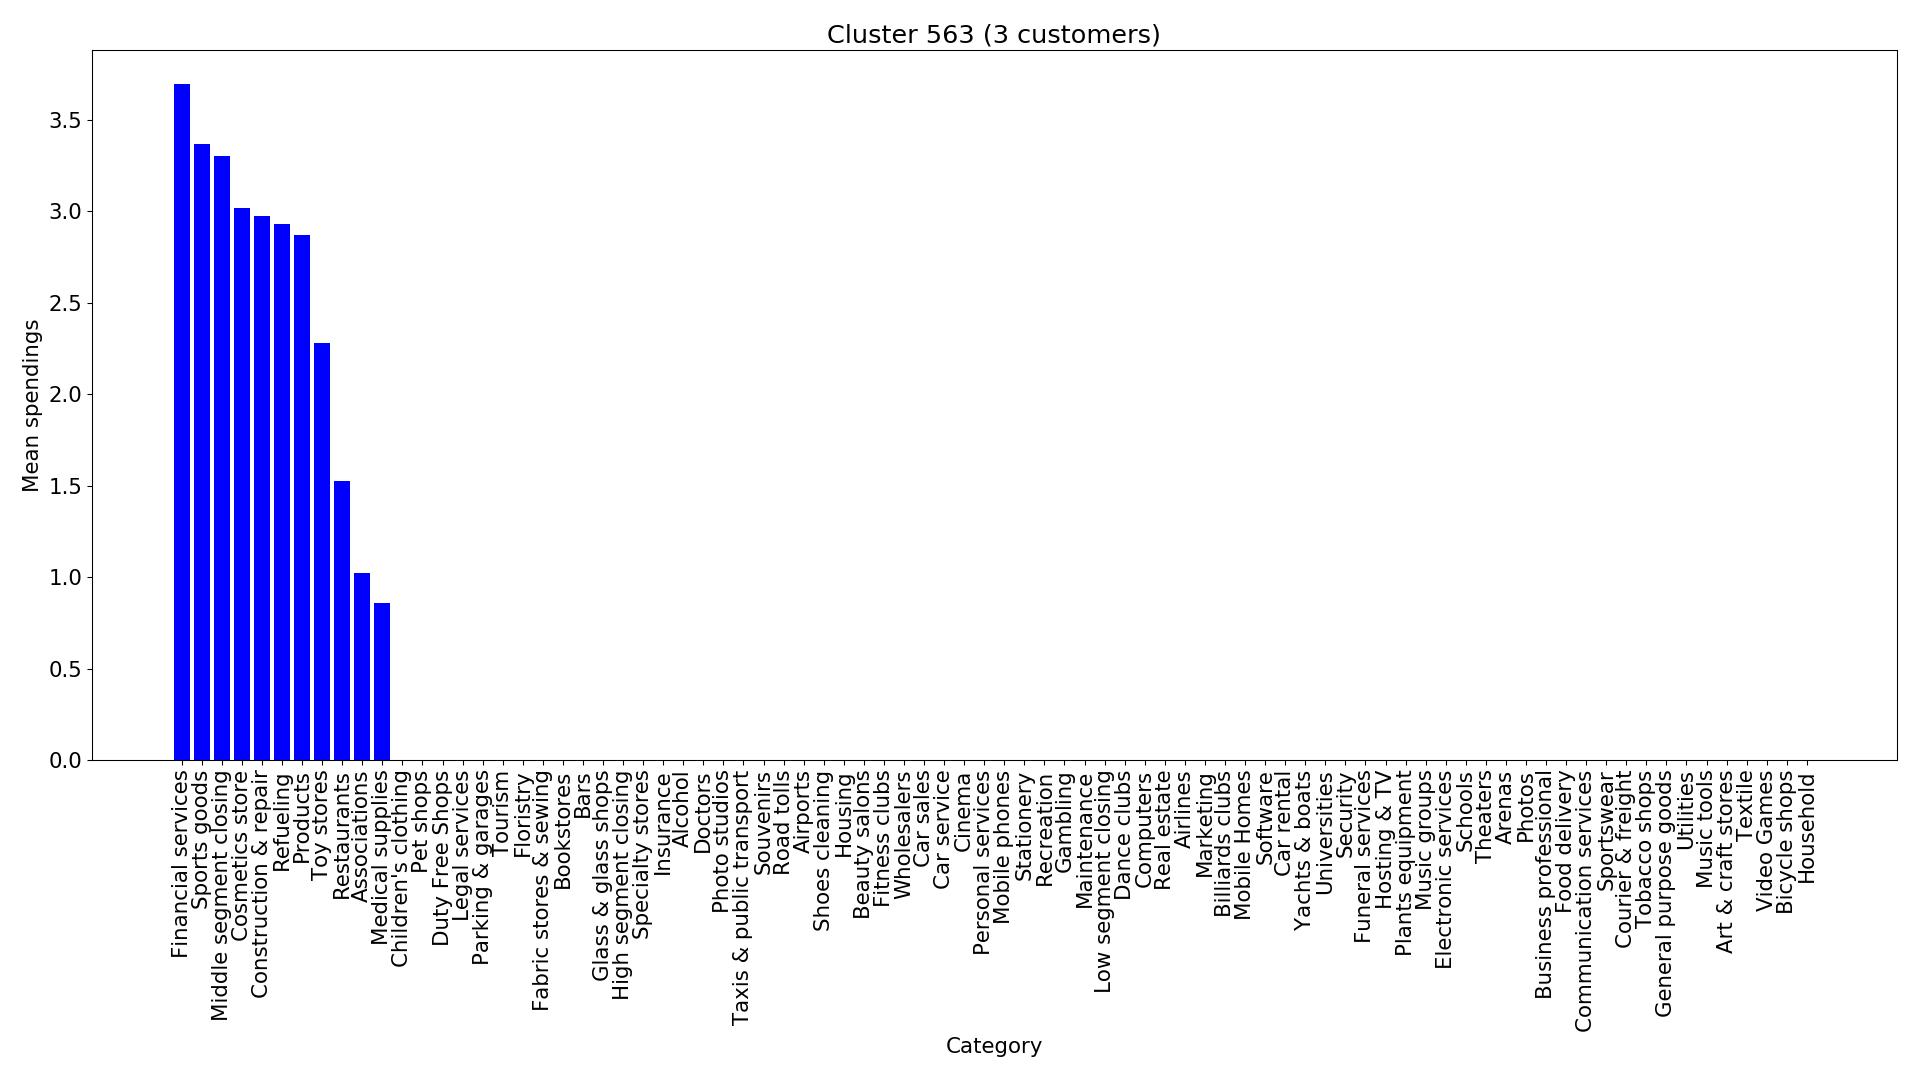 Cluster 563 (3 customers)
3.5
3.0
2.5
2.0
1.5
1.0
0.5
0.0
Mean spendings
Financial services
Sports goods
Middle segment closing
Cosmetics store
Construction & repair
Refueling
Products
Toy stores
Restaurants
Associations
Medical supplies
Children's clothing
Pet shops
Duty Free Shops
Legal services
Parking & garages
Tourism
Floristry
Fabric stores & sewing
Bookstores
Bars
Glass & glass shops
High segment closing
Specialty stores
Insurance
Alcohol
Doctors
Photo studios
Taxis & public transport
Souvenirs
Road tolls
Airports
Shoes cleaning
Housing
Beauty salons
Fitness clubs
Wholesalers
Car sales
Car service
Cinema
Personal services
Mobile phones
Stationery
Recreation
Gambling
Maintenance
Low segment closing
Dance clubs
Computers
Real estate
Airlines
Marketing
Billiards clubs
Mobile Homes
Software
Car rental
Yachts & boats
Universities
Security
Funeral services
Hosting & TV
Plants equipment
Music groups
Electronic services
Schools
Theaters
Arenas
Photos
Business professional
Food delivery
Communication services
Sportswear
Courier & freight
Tobacco shops
General purpose goods
Utilities
Music tools
Art & craft stores
Textile
Video Games
Bicycle shops
Household
Category